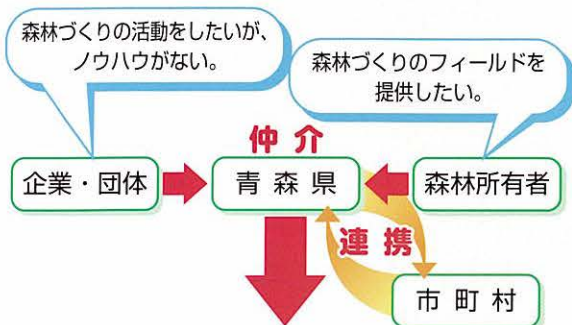 森林づくりの活動をしたいが、
ノウハウがない。
森林づくりのフィールドを
提供したい。
仲介
企業・団体
青森県
森林所有者
連携
市町村